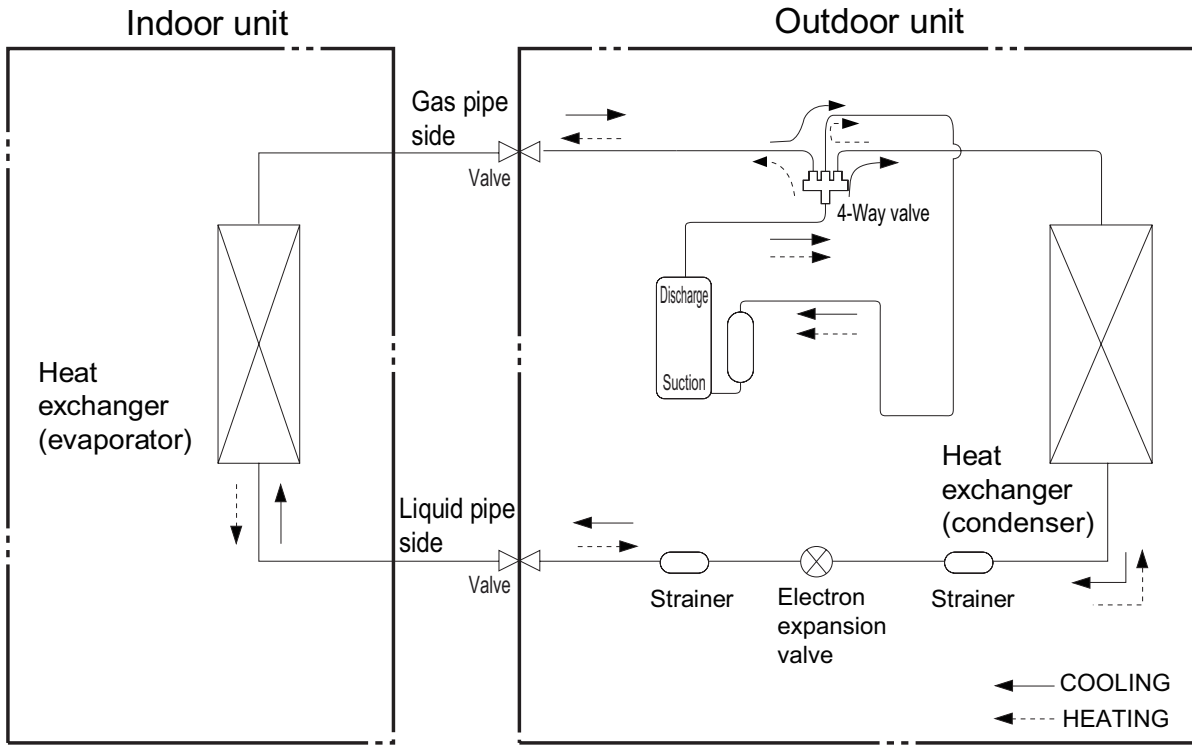 Indoor unit
Outdoor unit
Gas pipe
side
Valve
4-Way valve
Discharge
Suction
Heat
exchanger
(evaporator)
Heat
exchanger
(condenser)
Liquid pipe
side
Valve
Strainer
Electron
expansion
valve
Strainer
COOLING
HEATING